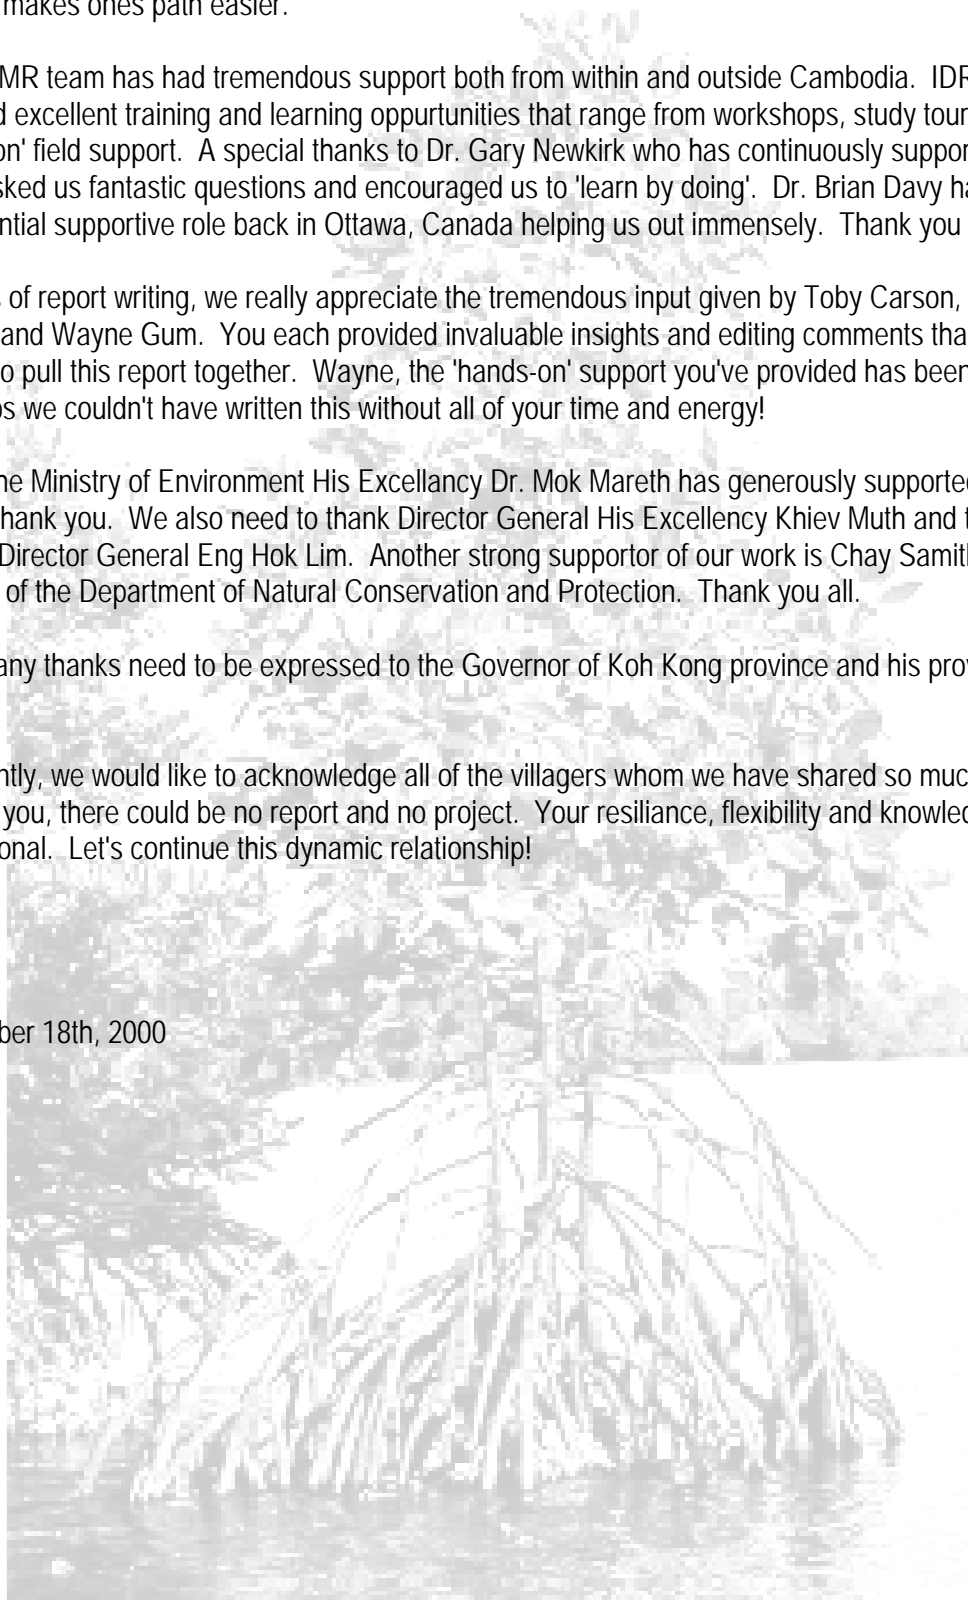 makes ones path easier.
MR team has had tremendous support both from within and outside Cambodia. IDR
d excellent training and learning oppurtunities that range from workshops, study tour
on' field support. A special thanks to Dr. Gary Newkirk who has continuously suppor
sked us fantastic questions and encouraged us to 'learn by doing'. Dr. Brian Davy ha
ntial supportive role back in Ottawa, Canada helping us out immensely. Thank you
s of report writing, we really appreciate the tremendous input given by Toby Carson,
and Wayne Gum. You each provided invaluable insights and editing comments tha
o pull this report together. Wayne, the 'hands-on' support you've provided has been
os we couldn't have written this without all of your time and energy!
he Ministry of Environment His Excellancy Dr. Mok Mareth has generously supported
hank you. We also need to thank Director General His Excellency Khiev Muth and t
Director General Eng Hok Lim. Another strong supportor of our work is Chay Samith
of the Department of Natural Conservation and Protection. Thank you all.
any thanks need to be expressed to the Governor of Koh Kong province and his prov
ntly, we would like to acknowledge all of the villagers whom we have shared so muc
you, there could be no report and no project. Your resiliance, flexibility and knowled
onal. Let's continue this dynamic relationship!
ber 18th, 2000